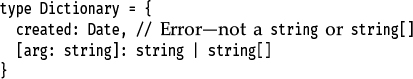 type Dictionary = {
  created: Date, // Error—not a string or string[]
  [arg: string]: string | string[]
}